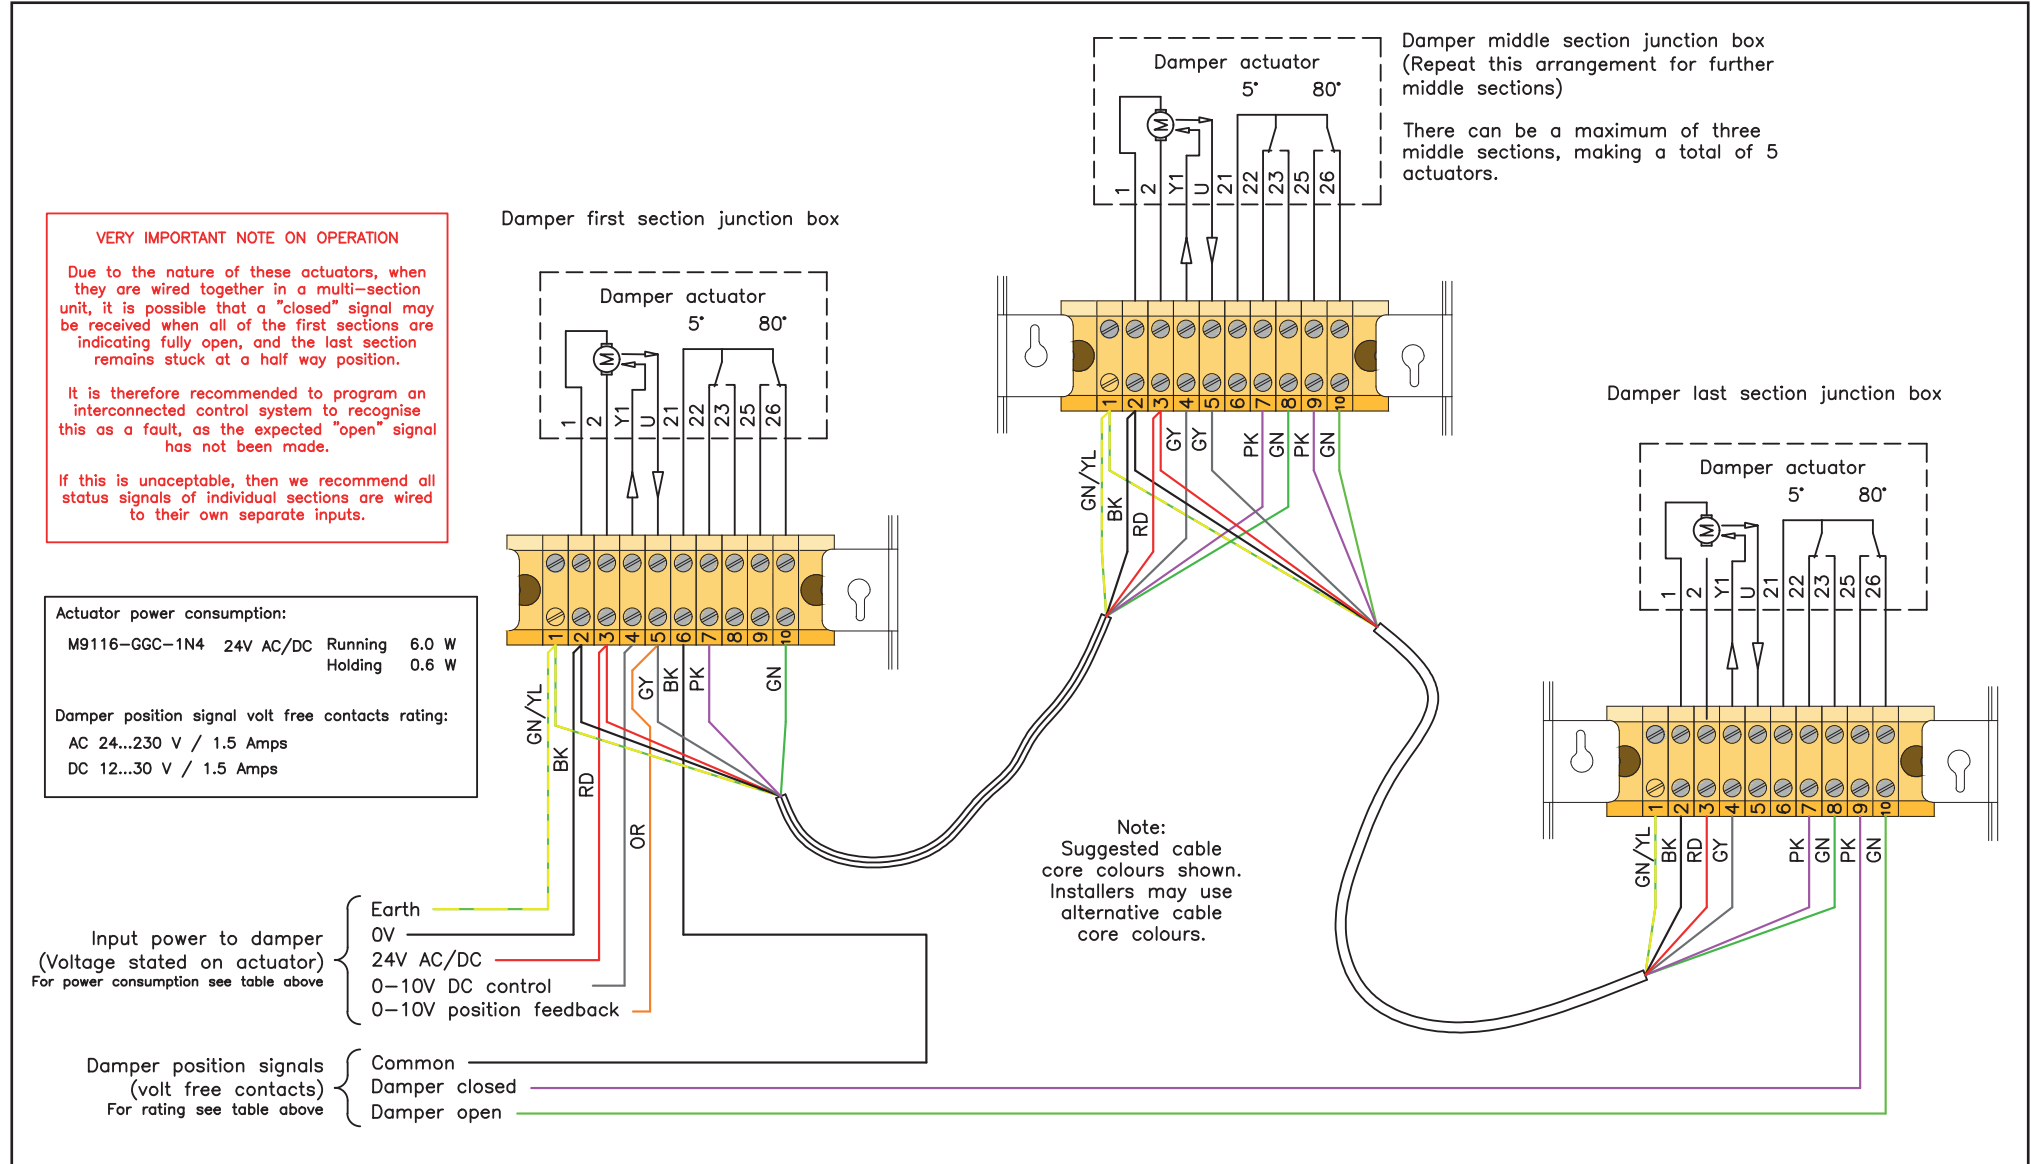 Damper middle section junction box
(Repeat this arrangement for further
middle sections)
There can be a maximum of three
middle sections, making a total of 5
actuators.
Damper actuator
5° 80°
1 2 Y1 U 21 22 23 25 26
1 2 3 4 5 6 7 8 9 10
GN/YL BK RD GY GY PK GN PK GN
Damper first section junction box
Damper actuator
5° 80°
M
1 2 Y1 U 21 22 23 25 26
1 2 3 4 5 6 7 8 9 10
GN/YL BK RD OR GY BK PK GN
M
Damper last section junction box
Damper actuator
5° 80°
M
1 2 Y1 U 21 22 23 25 26
1 2 3 4 5 6 7 8 9 10
GN/YL BK RD GY PK GN PK GN
VERY IMPORTANT NOTE ON OPERATION
Due to the nature of these actuators, when
they are wired together in a multi-section
unit, it is possible that a "closed" signal may
be received when all of the first sections are
indicating fully open, and the last section
remains stuck at a half way position.
It is therefore recommended to program an
interconnected control system to recognise
this as a fault, as the expected "open" signal
has not been made.
If this is unaceptable, then we recommend all
status signals of individual sections are wired
to their own separate inputs.
Actuator power consumption:
M9116-GGC-1N4 24V AC/DC Running 6.0 W
Holding 0.6 W
Damper position signal volt free contacts rating:
AC 24...230 V / 1.5 Amps
DC 12...30 V / 1.5 Amps
Note:
Suggested cable
core colours shown.
Installers may use
alternative cable
core colours.
Input power to damper
(Voltage stated on actuator)
For power consumption see table above
Earth
0V
24V AC/DC
0-10V DC control
0-10V position feedback
Damper position signals
(volt free contacts)
For rating see table above
Common
Damper closed
Damper open